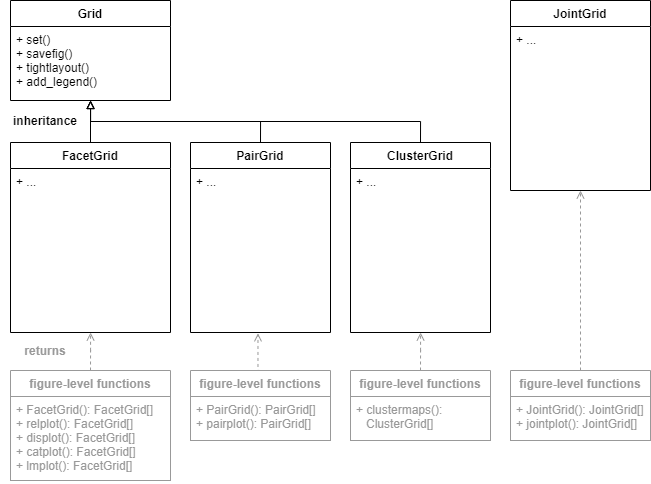 Grid
+ set()
+ savefig()
+ tightlayout()
+ add_legend()
JointGrid
+ ...
inheritance
FacetGrid
+ ...
PairGrid
+ ...
ClusterGrid
+ ...
returns
figure-level functions
+ FacetGrid(): FacetGrid[]
+ relplot(): FacetGrid[]
+ displot(): FacetGrid[]
+ catplot(): FacetGrid[]
+ lmplot(): FacetGrid[]
figure-level functions
+ PairGrid(): PairGrid[]
+ pairplot(): PairGrid[]
figure-level functions
+ clustermaps():
ClusterGrid[]
figure-level functions
+ JointGrid(): JointGrid[]
+ jointplot(): JointGrid[]